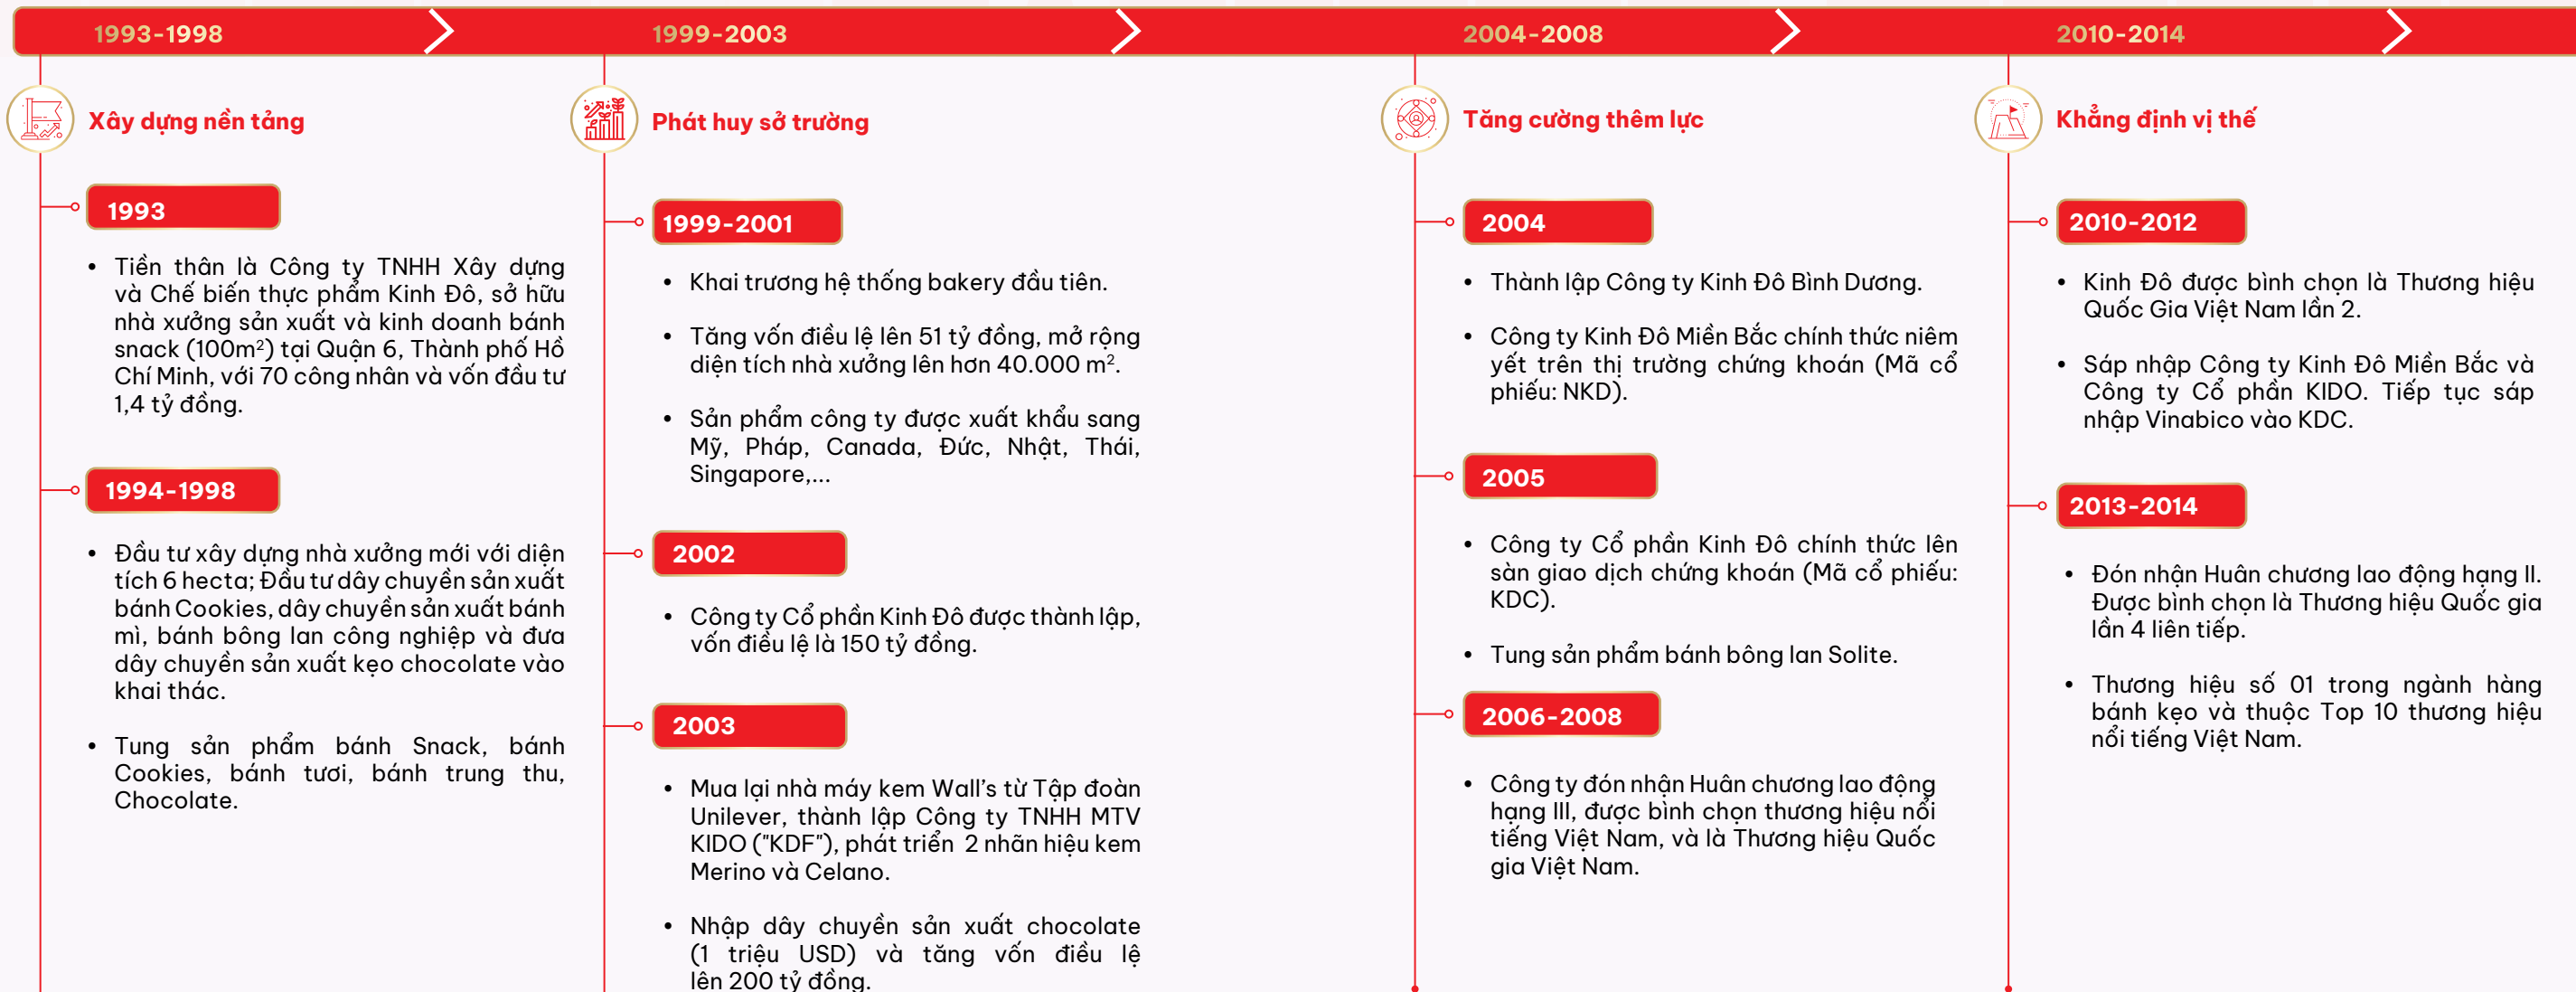 1993-1998
1999-2003
2004-2008
2010-2014
Xây dựng nền tảng
1993
• Tiền thân là Công ty TNHH Xây dựng
và Chế biến thực phẩm Kinh Đô, sở hữu
nhà xưởng sản xuất và kinh doanh bánh
snack (100m²) tại Quận 6, Thành phố Hồ
Chí Minh, với 70 công nhân và vốn đầu tư
1,4 tỷ đồng.
1994-1998
• Đầu tư xây dựng nhà xưởng mới với diện
tích 6 hecta; Đầu tư dây chuyền sản xuất
bánh Cookies, dây chuyền sản xuất bánh
mì, bánh bông lan công nghiệp và đưa
dây chuyền sản xuất kẹo chocolate vào
khai thác.
• Tung sản phẩm bánh Snack, bánh
Cookies, bánh tươi, bánh trung thu,
Chocolate.
Phát huy sở trường
1999-2001
• Khai trương hệ thống bakery đầu tiên.
• Tăng vốn điều lệ lên 51 tỷ đồng, mở rộng
diện tích nhà xưởng lên hơn 40.000 m².
• Sản phẩm công ty được xuất khẩu sang
Mỹ, Pháp, Canada, Đức, Nhật, Thái,
Singapore,...
2002
• Công ty Cổ phần Kinh Đô được thành lập,
vốn điều lệ là 150 tỷ đồng.
2003
• Mua lại nhà máy kem Wall's từ Tập đoàn
Unilever, thành lập Công ty TNHH MTV
KIDO ("KDF"), phát triển 2 nhãn hiệu kem
Merino và Celano.
• Nhập dây chuyền sản xuất chocolate
(1 triệu USD) và tăng vốn điều lệ
lên 200 tỷ đồng.
Tăng cường thêm lực
2004
• Thành lập Công ty Kinh Đô Bình Dương.
• Công ty Kinh Đô Miền Bắc chính thức niêm
yết trên thị trường chứng khoán (Mã cổ
phiếu: NKD).
2005
• Công ty Cổ phần Kinh Đô chính thức lên
sàn giao dịch chứng khoán (Mã cổ phiếu:
KDC).
• Tung sản phẩm bánh bông lan Solite.
2006-2008
• Công ty đón nhận Huân chương lao động
hạng III, được bình chọn thương hiệu nổi
tiếng Việt Nam, và là Thương hiệu Quốc
gia Việt Nam.
Khẳng định vị thế
2010-2012
• Kinh Đô được bình chọn là Thương hiệu
Quốc Gia Việt Nam lần 2.
• Sáp nhập Công ty Kinh Đô Miền Bắc và
Công ty Cổ phần KIDO. Tiếp tục sáp
nhập Vinabico vào KDC.
2013-2014
• Đón nhận Huân chương lao động hạng II.
Được bình chọn là Thương hiệu Quốc gia
lần 4 liên tiếp.
• Thương hiệu số 01 trong ngành hàng
bánh kẹo và thuộc Top 10 thương hiệu
nổi tiếng Việt Nam.